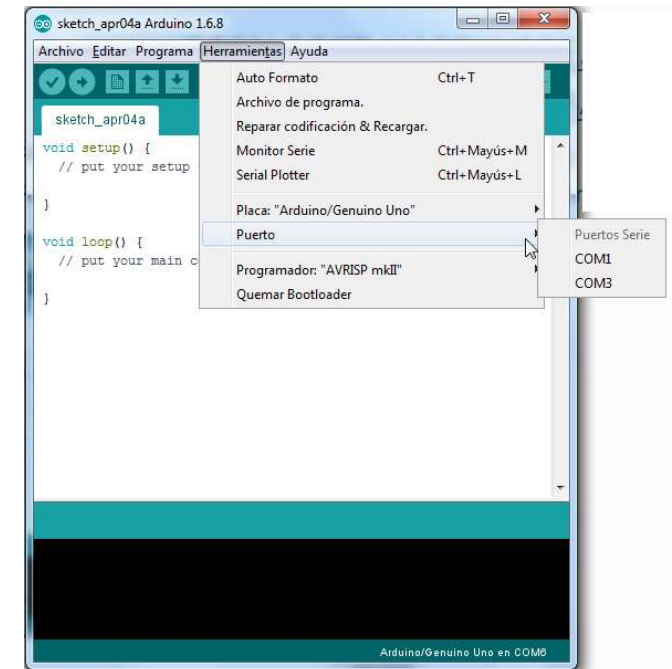 sketch_apr04a Arduino 1.6.8
Archivo Editar Programa Herramientas Ayuda
Auto Formato Ctrl+T
Archivo de programa.
sketch_apr04a
Reparar codificación & Recargar.
void setup() {
Monitor Serie Ctrl+Mayús+M
// put your setup
Serial Plotter Ctrl+Mayús+L
}
Placa: "Arduino/Genuino Uno"
Puerto
Puertos Serie
void loop() {
COM1
// put your main c
Programador: "AVRISP mkII"
COM3
Quemar Bootloader
}
Arduino/Genuino Uno en COM6